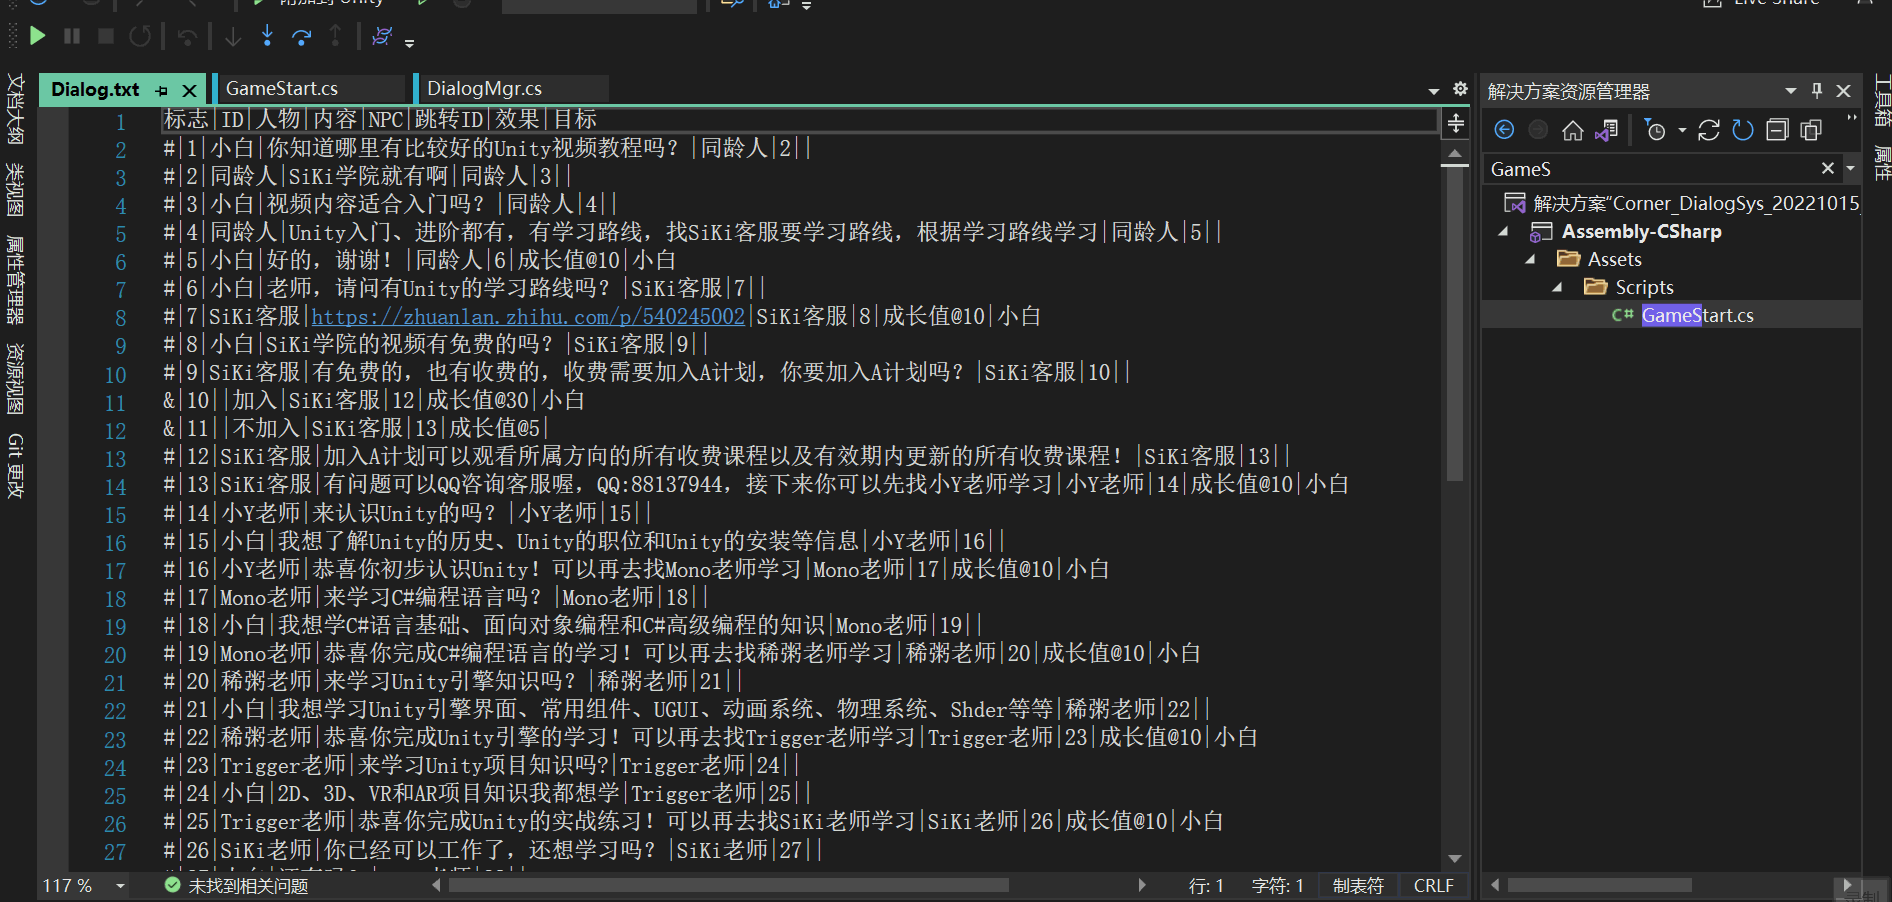 附加到 Unity
Live Share
Dialog.txt
GameStart.cs
DialogMgr.cs
文档大纲
类视图
属性管理器
资源视图
Git 更改
1 标志|ID|人物|内容|NPC|跳转ID|效果|目标
2 #|1|小白|你知道哪里有比较好的Unity视频教程吗？|同龄人|2||
3 #|2|同龄人|SiKi学院就有啊|同龄人|3||
4 #|3|小白|视频内容适合入门吗？|同龄人|4||
5 #|4|同龄人|Unity入门、进阶都有，有学习路线，找SiKi客服要学习路线，根据学习路线学习|同龄人|5||
6 #|5|小白|好的，谢谢！|同龄人|6|成长值@10|小白
7 #|6|小白|老师，请问有Unity的学习路线吗？|SiKi客服|7||
8 #|7|SiKi客服|https://zhuanlan.zhihu.com/p/540245002|SiKi客服|8|成长值@10|小白
9 #|8|小白|SiKi学院的视频有免费的吗？|SiKi客服|9||
10 #|9|SiKi客服|有免费的，也有收费的，收费需要加入A计划，你要加入A计划吗？|SiKi客服|10||
11 &|10||加入|SiKi客服|12|成长值@30|小白
12 &|11||不加入|SiKi客服|13|成长值@5|
13 #|12|SiKi客服|加入A计划可以观看所属方向的所有收费课程以及有效期内更新的所有收费课程！|SiKi客服|13||
14 #|13|SiKi客服|有问题可以QQ咨询客服喔，QQ:88137944，接下来你可以先找小Y老师学习|小Y老师|14|成长值@10|小白
15 #|14|小Y老师|来认识Unity的吗？|小Y老师|15||
16 #|15|小白|我想了解Unity的历史、Unity的职位和Unity的安装等信息|小Y老师|16||
17 #|16|小Y老师|恭喜你初步认识Unity！可以再去找Mono老师学习|Mono老师|17|成长值@10|小白
18 #|17|Mono老师|来学习C#编程语言吗？|Mono老师|18||
19 #|18|小白|我想学C#语言基础、面向对象编程和C#高级编程的知识|Mono老师|19||
20 #|19|Mono老师|恭喜你完成C#编程语言的学习！可以再去找稀粥老师学习|稀粥老师|20|成长值@10|小白
21 #|20|稀粥老师|来学习Unity引擎知识吗？|稀粥老师|21||
22 #|21|小白|我想学习Unity引擎界面、常用组件、UGUI、动画系统、物理系统、Shder等等|稀粥老师|22||
23 #|22|稀粥老师|恭喜你完成Unity引擎的学习！可以再去找Trigger老师学习|Trigger老师|23|成长值@10|小白
24 #|23|Trigger老师|来学习Unity项目知识吗?|Trigger老师|24||
25 #|24|小白|2D、3D、VR和AR项目知识我都想学|Trigger老师|25||
26 #|25|Trigger老师|恭喜你完成Unity的实战练习！可以再去找SiKi老师学习|SiKi老师|26|成长值@10|小白
27 #|26|SiKi老师|你已经可以工作了，还想学习吗？|SiKi老师|27||
117 %
未找到相关问题
行: 1
字符: 1
制表符
CRLF
解决方案资源管理器
GameS
解决方案"Corner_DialogSys_20221015_
Assembly-CSharp
Assets
Scripts
C# GameStart.cs
工具箱
属性